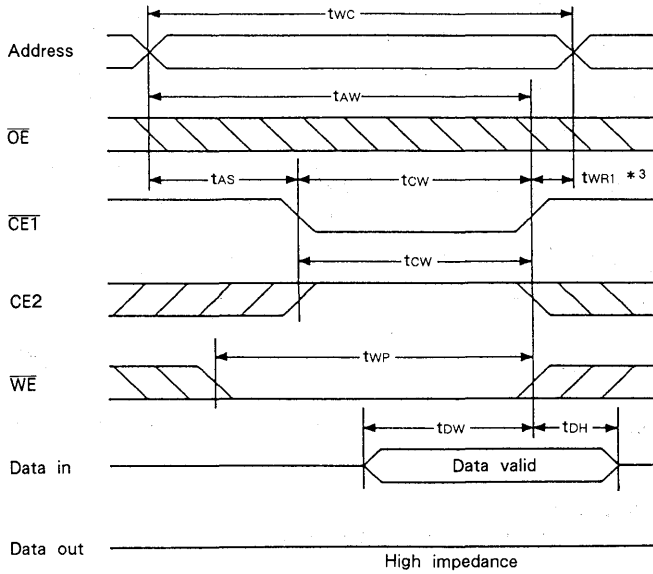 twc
Address
tAW
OE
tAS
tCW
tWR1 *3
CE1
tCW
CE2
tWP
WE
tDW
tDH
Data in
Data valid
Data out
High impedance